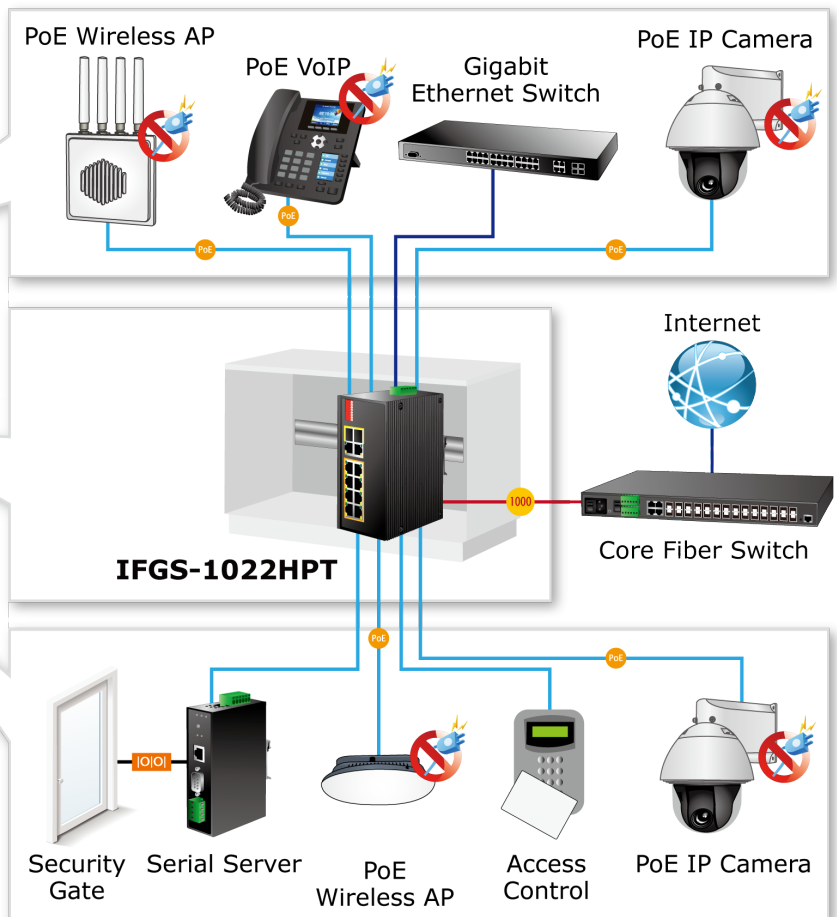 PoE Wireless AP
PoE VoIP
Gigabit
Ethernet Switch
PoE IP Camera
PoE
PoE
PoE
Internet
1000
Core Fiber Switch
IFGS-1022HPT
PoE
PoE
|O|O|
Security
Gate
Serial Server
PoE
Wireless AP
Access
Control
PoE IP Camera